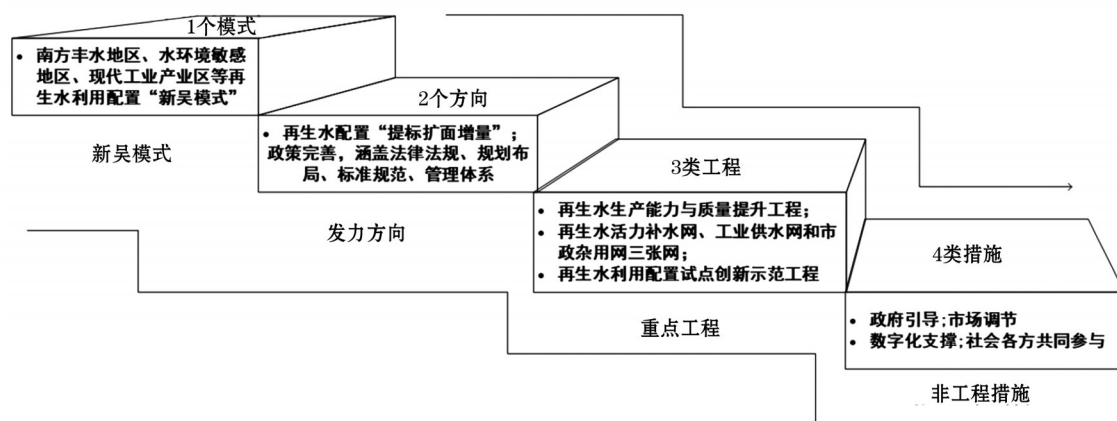 1个模式
• 南方丰水地区、水环境敏感
地区、现代工业产业区等再
生水利用配置“新吴模式”
新吴模式
2个方向
• 再生水配置“提标扩面增量”；
政策完善，涵盖法律法规、规划布
局、标准规范、管理体系
发力方向
3类工程
• 再生水生产能力与质量提升工程；
• 再生水活力补水网、工业供水网和市
政杂用网三张网；
• 再生水利用配置试点创新示范工程
重点工程
4类措施
• 政府引导;市场调节
• 数字化支撑;社会各方共同参与
非工程措施